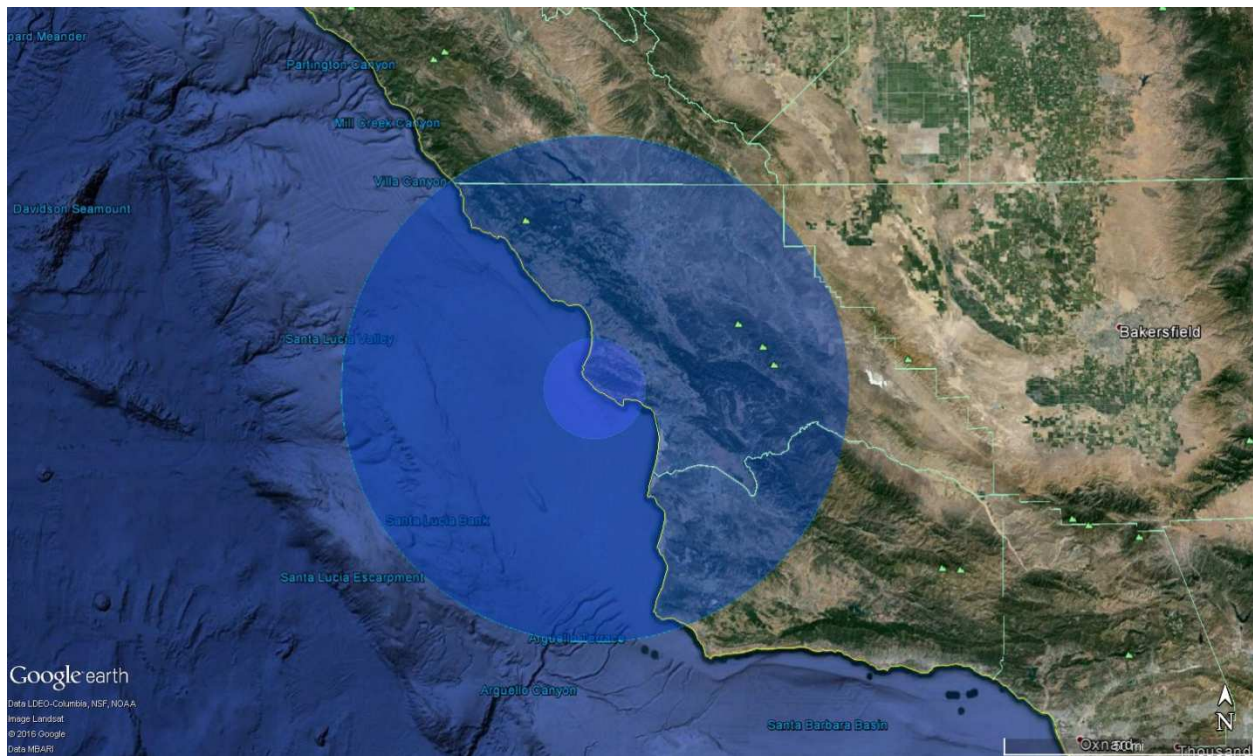 pard Meander
Partington Canyon
Mill Creek Canyon
Villa Canyon
Davidson Seamount
Santa Lucia Valley
Bakersfield
Santa Lucia Bank
Santa Lucia Escarpment
Arguello
Arguello Canyon
Santa Barbara Basin
Google earth
Data LDEO-Columbia, NSF, NOAA
Image Landsat
© 2016 Google
Data MBARI
N
Oxnard
Thousand